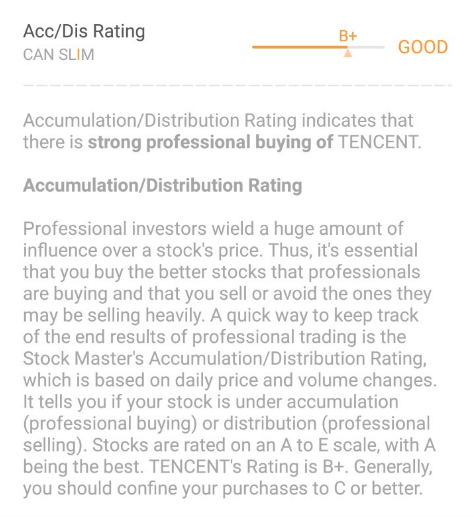 Acc/Dis Rating
CAN SLIM
B+
GOOD
Accumulation/Distribution Rating indicates that
there is strong professional buying of TENCENT.
Accumulation/Distribution Rating
Professional investors wield a huge amount of
influence over a stock's price. Thus, it's essential
that you buy the better stocks that professionals
are buying and that you sell or avoid the ones they
may be selling heavily. A quick way to keep track
of the end results of professional trading is the
Stock Master's Accumulation/Distribution Rating,
which is based on daily price and volume changes.
It tells you if your stock is under accumulation
(professional buying) or distribution (professional
selling). Stocks are rated on an A to E scale, with A
being the best. TENCENT's Rating is B+. Generally,
you should confine your purchases to C or better.